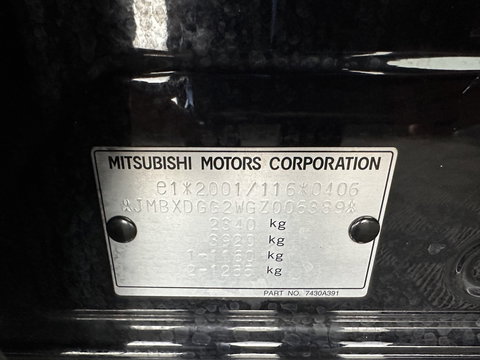 MITSUBISHI MOTORS CORPORATION
e1*2001/116*0406
*JMBXDGG2WGZ006889*
2340 kg
3920 kg
1-1160 kg
2-1255 kg
PART NO. 7430A391